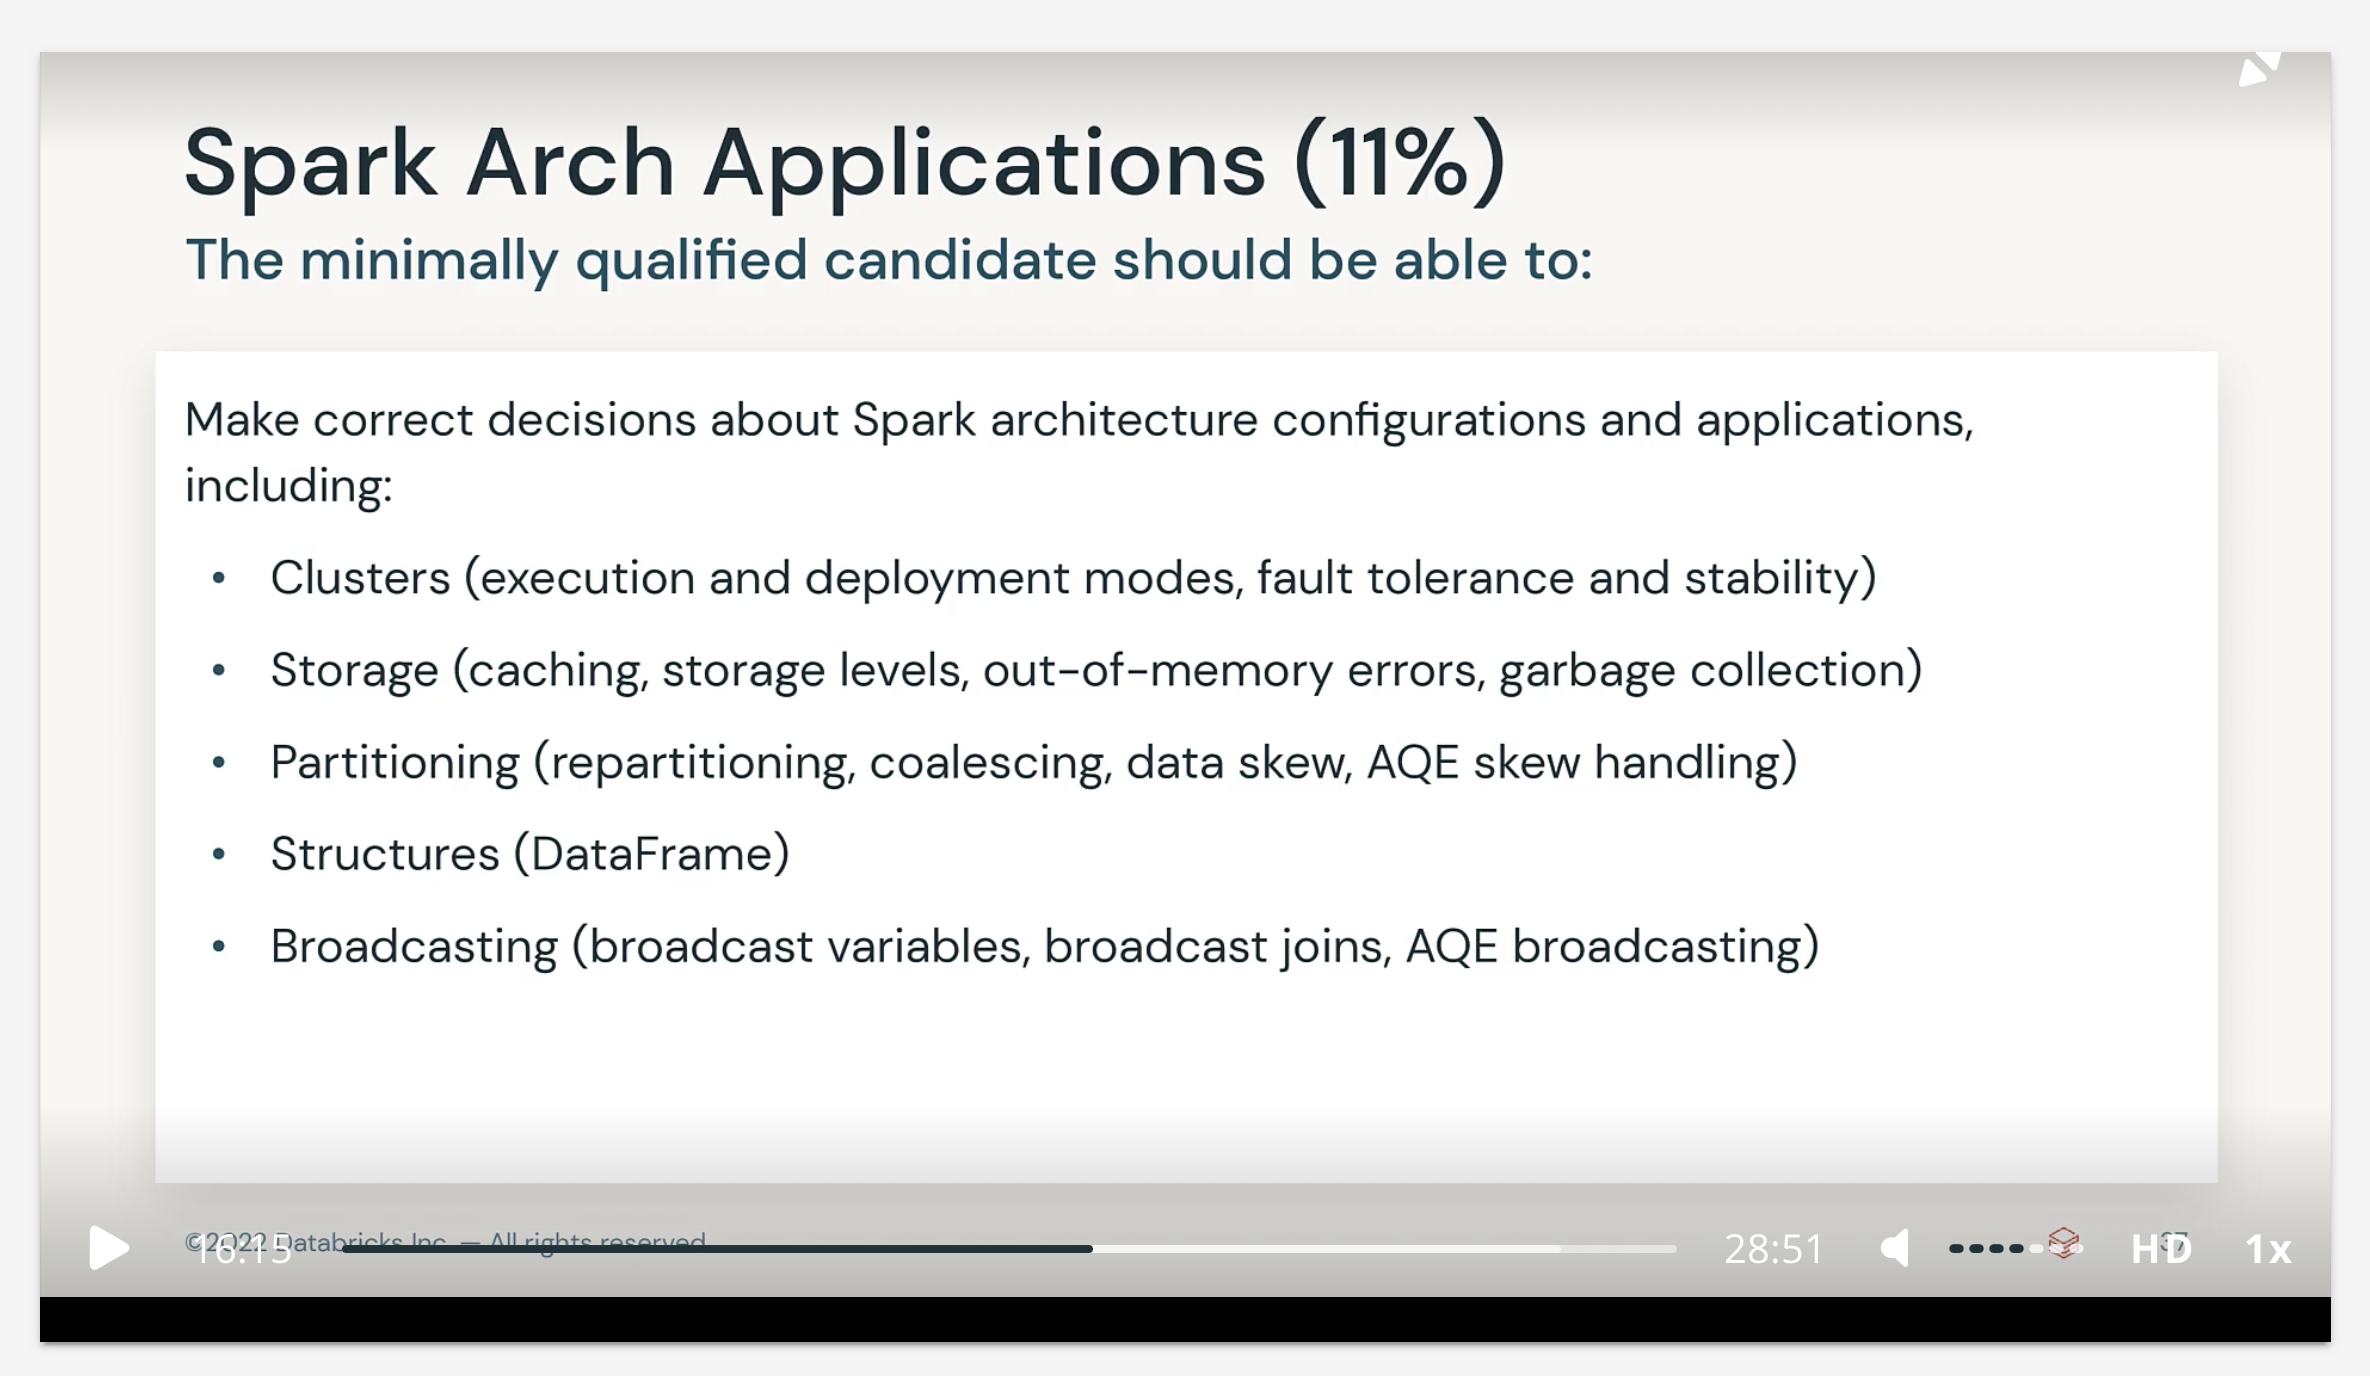 Spark Arch Applications (11%)
The minimally qualified candidate should be able to:
Make correct decisions about Spark architecture configurations and applications,
including:
• Clusters (execution and deployment modes, fault tolerance and stability)
• Storage (caching, storage levels, out-of-memory errors, garbage collection)
• Partitioning (repartitioning, coalescing, data skew, AQE skew handling)
• Structures (DataFrame)
• Broadcasting (broadcast variables, broadcast joins, AQE broadcasting)
©2022 Databricks Inc. — All rights reserved
37
16:15
28:51
HD
1x